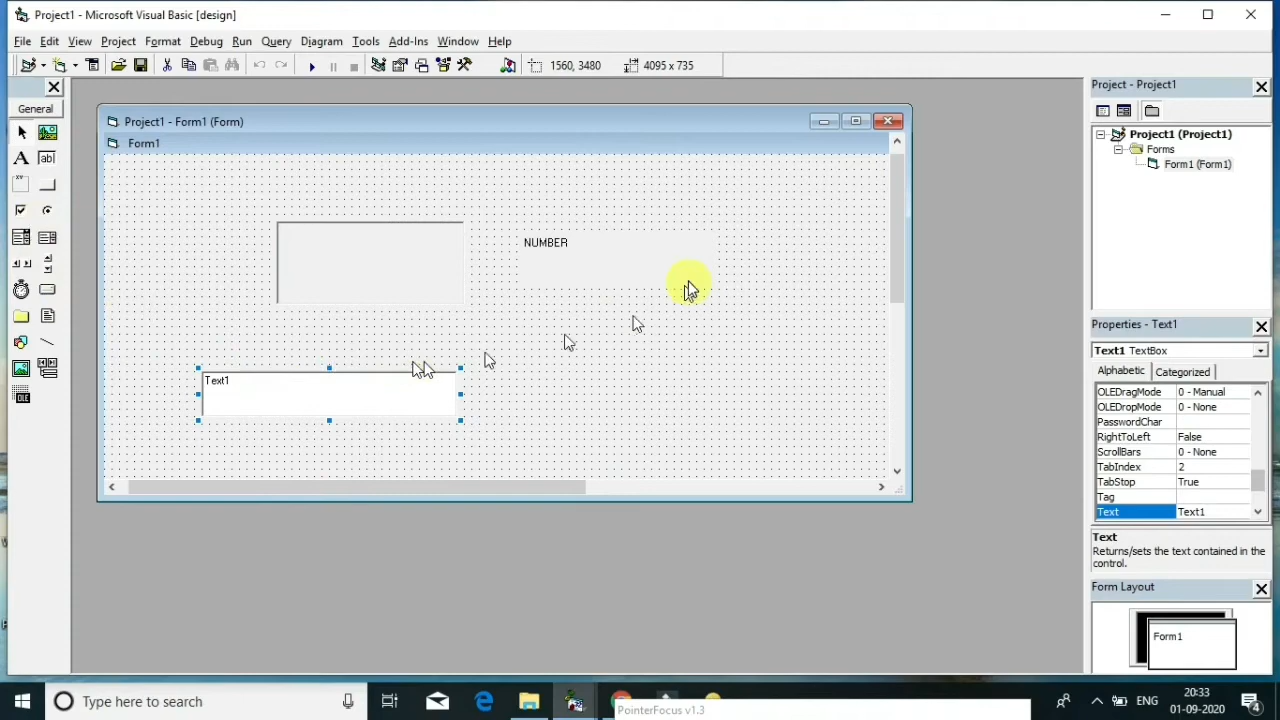 Project1 - Microsoft Visual Basic [design]
File Edit View Project Format Debug Run Query Diagram Tools Add-Ins Window Help
1560, 3480 4095 x 735
General
Project1 - Form1 (Form)
Form1
NUMBER
Text1
Project - Project1
Project1 (Project1)
Forms
Form1 (Form1)
Properties - Text1
Text1 TextBox
Alphabetic Categorized
OLEDragMode 0 - Manual
OLEDropMode 0 - None
PasswordChar
RightToLeft False
ScrollBars 0 - None
TabIndex 2
TabStop True
Tag
Text Text1
Text
Returns/sets the text contained in the
control.
Form Layout
Form1
Type here to search
PointerFocus v1.3
ENG
20:33
01-09-2020
4